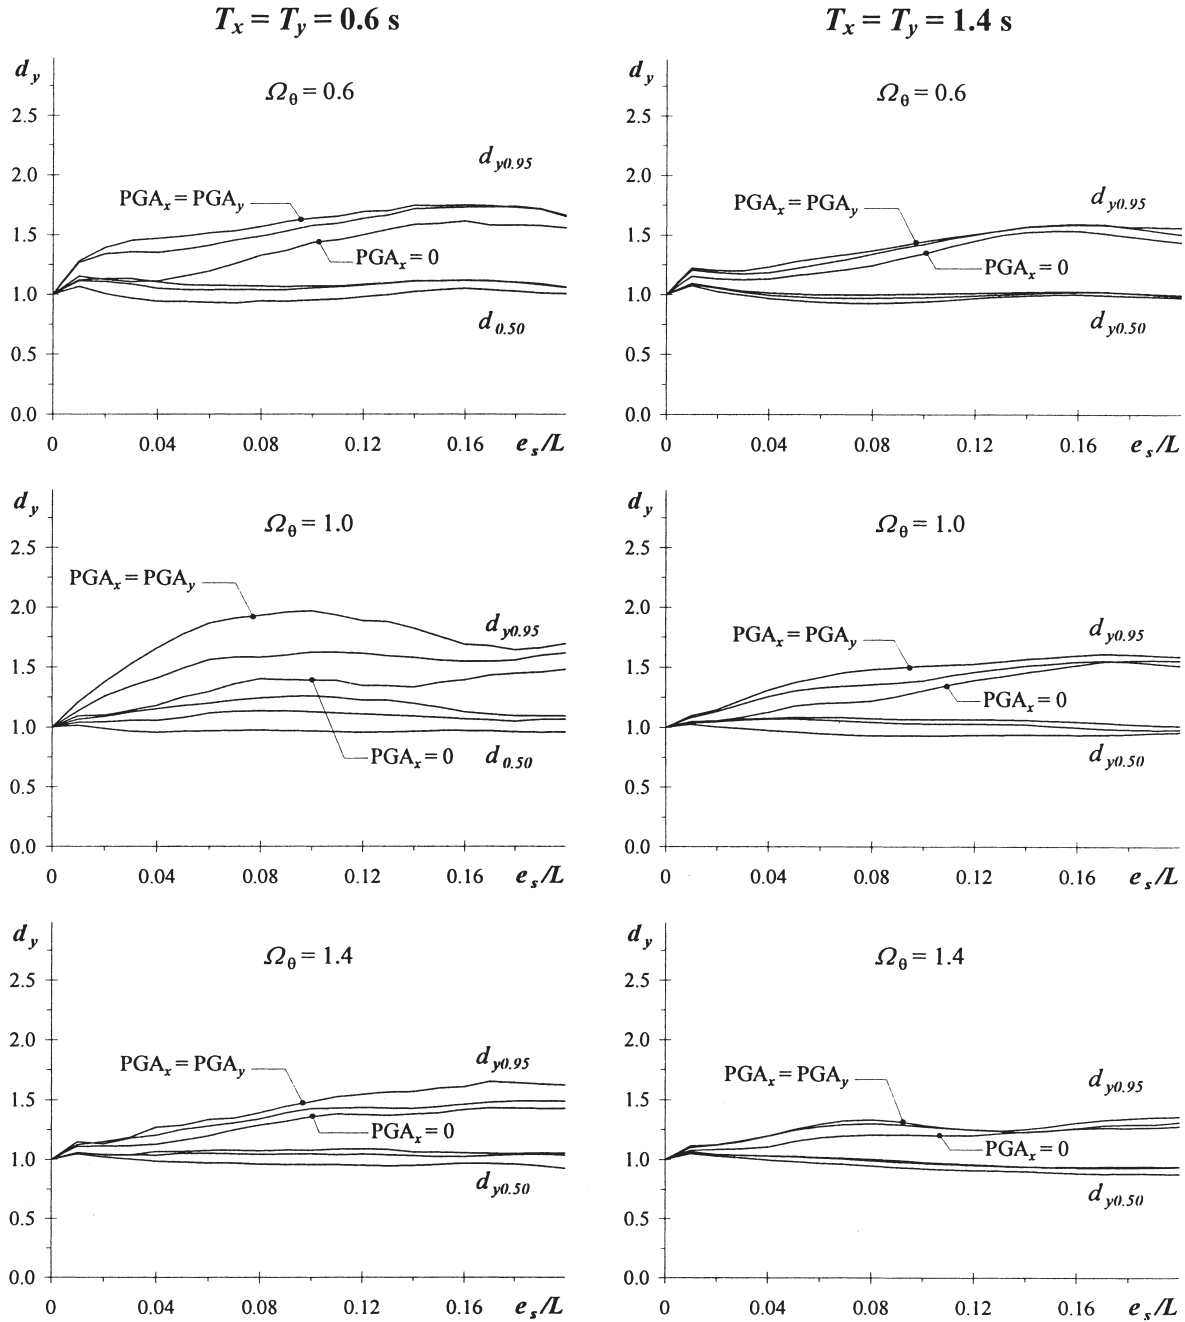 Tx = Ty = 0.6 s
dy
Ωθ = 0.6
2.5
2.0
1.5
1.0
0.5
0.0
dy0.95
PGAx = PGAy
PGAx = 0
d0.50
0 0.04 0.08 0.12 0.16 es/L
Tx = Ty = 1.4 s
dy
Ωθ = 0.6
2.5
2.0
1.5
1.0
0.5
0.0
dy0.95
PGAx = PGAy
PGAx = 0
dy0.50
0 0.04 0.08 0.12 0.16 es/L
dy
Ωθ = 1.0
2.5
2.0
1.5
1.0
0.5
0.0
PGAx = PGAy
dy0.95
PGAx = 0
d0.50
0 0.04 0.08 0.12 0.16 es/L
dy
Ωθ = 1.0
2.5
2.0
1.5
1.0
0.5
0.0
PGAx = PGAy
dy0.95
PGAx = 0
dy0.50
0 0.04 0.08 0.12 0.16 es/L
dy
Ωθ = 1.4
2.5
2.0
1.5
1.0
0.5
0.0
PGAx = PGAy
dy0.95
PGAx = 0
dy0.50
0 0.04 0.08 0.12 0.16 es/L
dy
Ωθ = 1.4
2.5
2.0
1.5
1.0
0.5
0.0
PGAx = PGAy
dy0.95
PGAx = 0
dy0.50
0 0.04 0.08 0.12 0.16 es/L